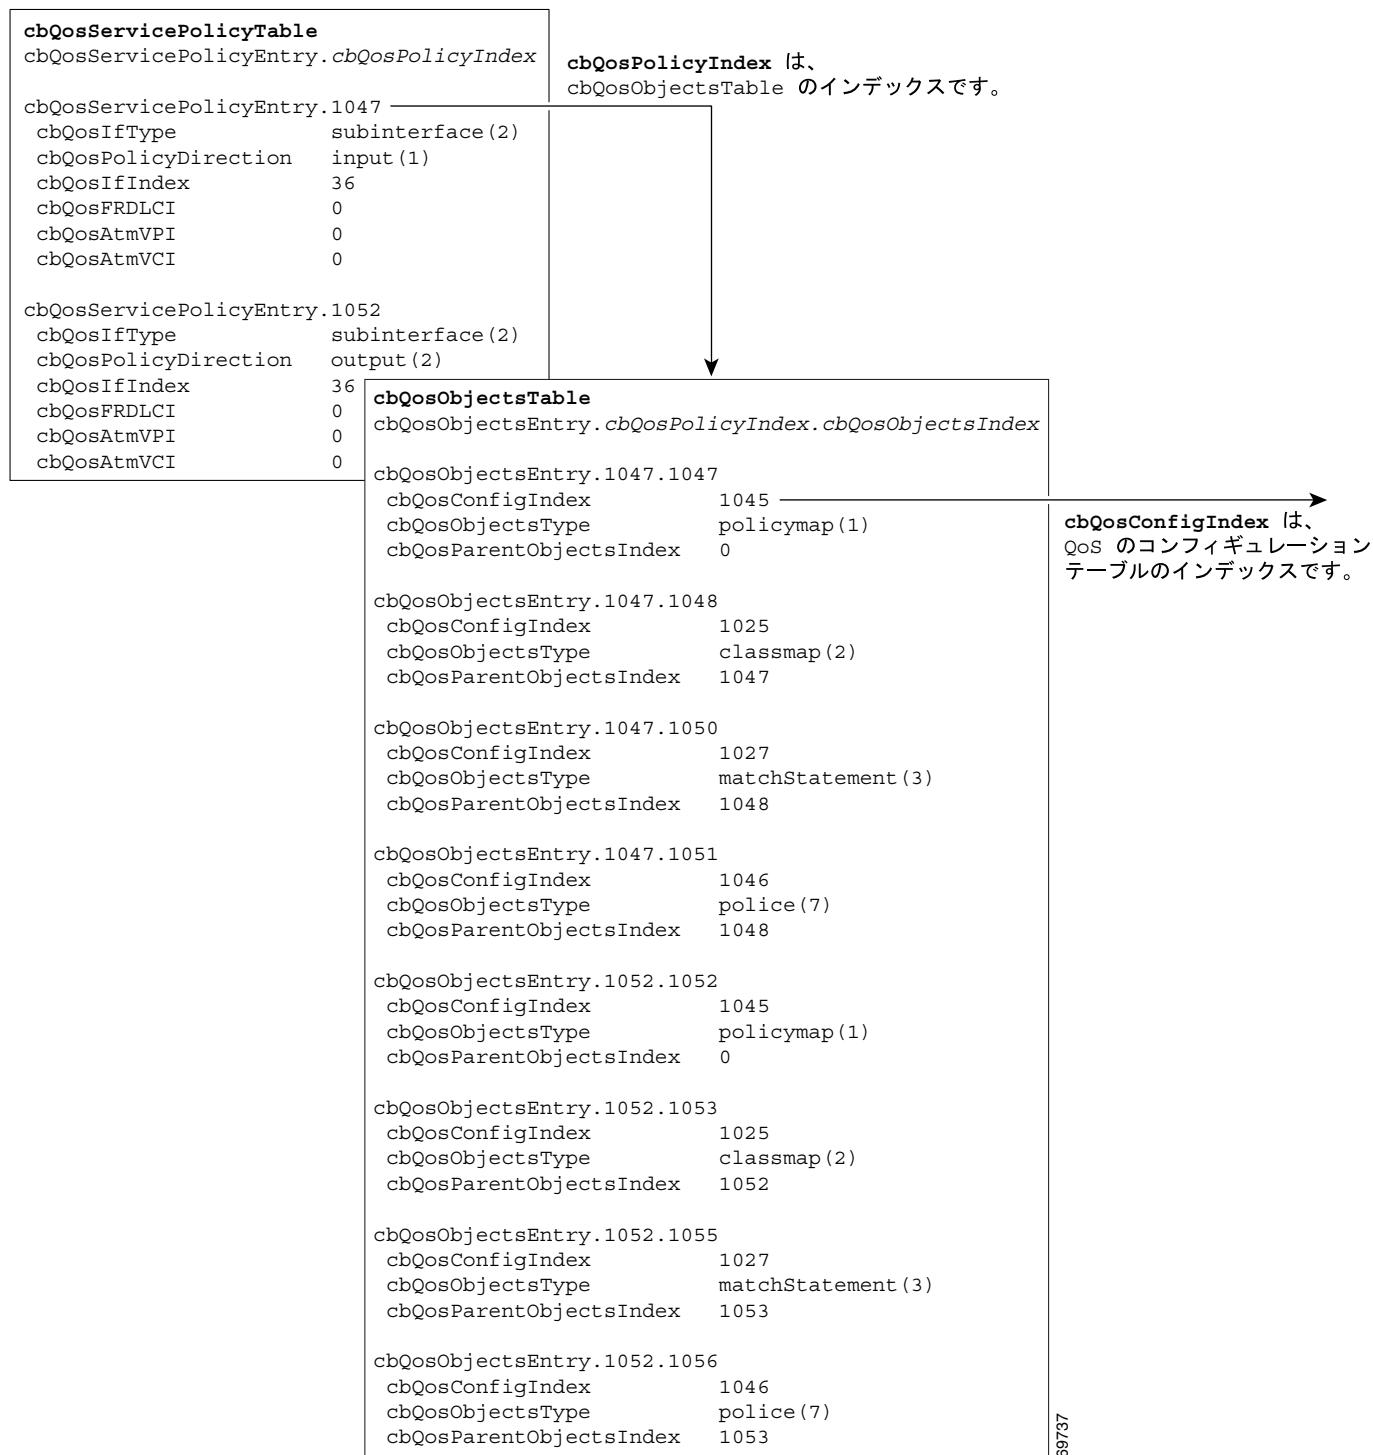 cbQosServicePolicyTable
cbQosServicePolicyEntry.cbQosPolicyIndex
cbQosServicePolicyEntry.1047
cbQosIfType subinterface(2)
cbQosPolicyDirection input(1)
cbQosIfIndex 36
cbQosFRDLCI 0
cbQosAtmVPI 0
cbQosAtmVCI 0
cbQosServicePolicyEntry.1052
cbQosIfType subinterface(2)
cbQosPolicyDirection output(2)
cbQosIfIndex 36
cbQosFRDLCI 0
cbQosAtmVPI 0
cbQosAtmVCI 0
cbQosPolicyIndex は、
cbQosObjectsTable のインデックスです。
cbQosObjectsTable
cbQosObjectsEntry.cbQosPolicyIndex.cbQosObjectsIndex
cbQosObjectsEntry.1047.1047
cbQosConfigIndex 1045
cbQosObjectsType policymap(1)
cbQosParentObjectsIndex 0
cbQosObjectsEntry.1047.1048
cbQosConfigIndex 1025
cbQosObjectsType classmap(2)
cbQosParentObjectsIndex 1047
cbQosObjectsEntry.1047.1050
cbQosConfigIndex 1027
cbQosObjectsType matchStatement(3)
cbQosParentObjectsIndex 1048
cbQosObjectsEntry.1047.1051
cbQosConfigIndex 1046
cbQosObjectsType police(7)
cbQosParentObjectsIndex 1048
cbQosObjectsEntry.1052.1052
cbQosConfigIndex 1045
cbQosObjectsType policymap(1)
cbQosParentObjectsIndex 0
cbQosObjectsEntry.1052.1053
cbQosConfigIndex 1025
cbQosObjectsType classmap(2)
cbQosParentObjectsIndex 1052
cbQosObjectsEntry.1052.1055
cbQosConfigIndex 1027
cbQosObjectsType matchStatement(3)
cbQosParentObjectsIndex 1053
cbQosObjectsEntry.1052.1056
cbQosConfigIndex 1046
cbQosObjectsType police(7)
cbQosParentObjectsIndex 1053
cbQosConfigIndex は、
QoS のコンフィギュレーション
テーブルのインデックスです。
69737